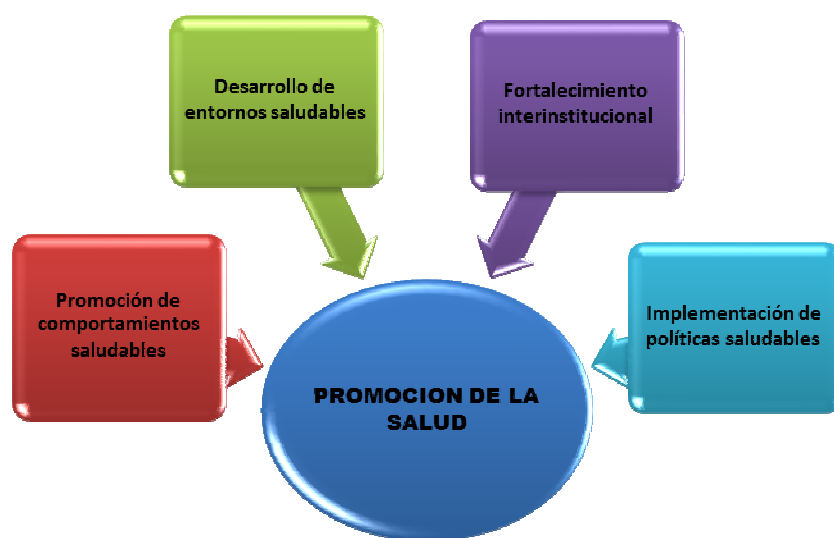 Desarrollo de
entornos saludables
Fortalecimiento
interinstitucional
Promoción de
comportamientos
saludables
Implementación de
políticas saludables
PROMOCION DE LA
SALUD